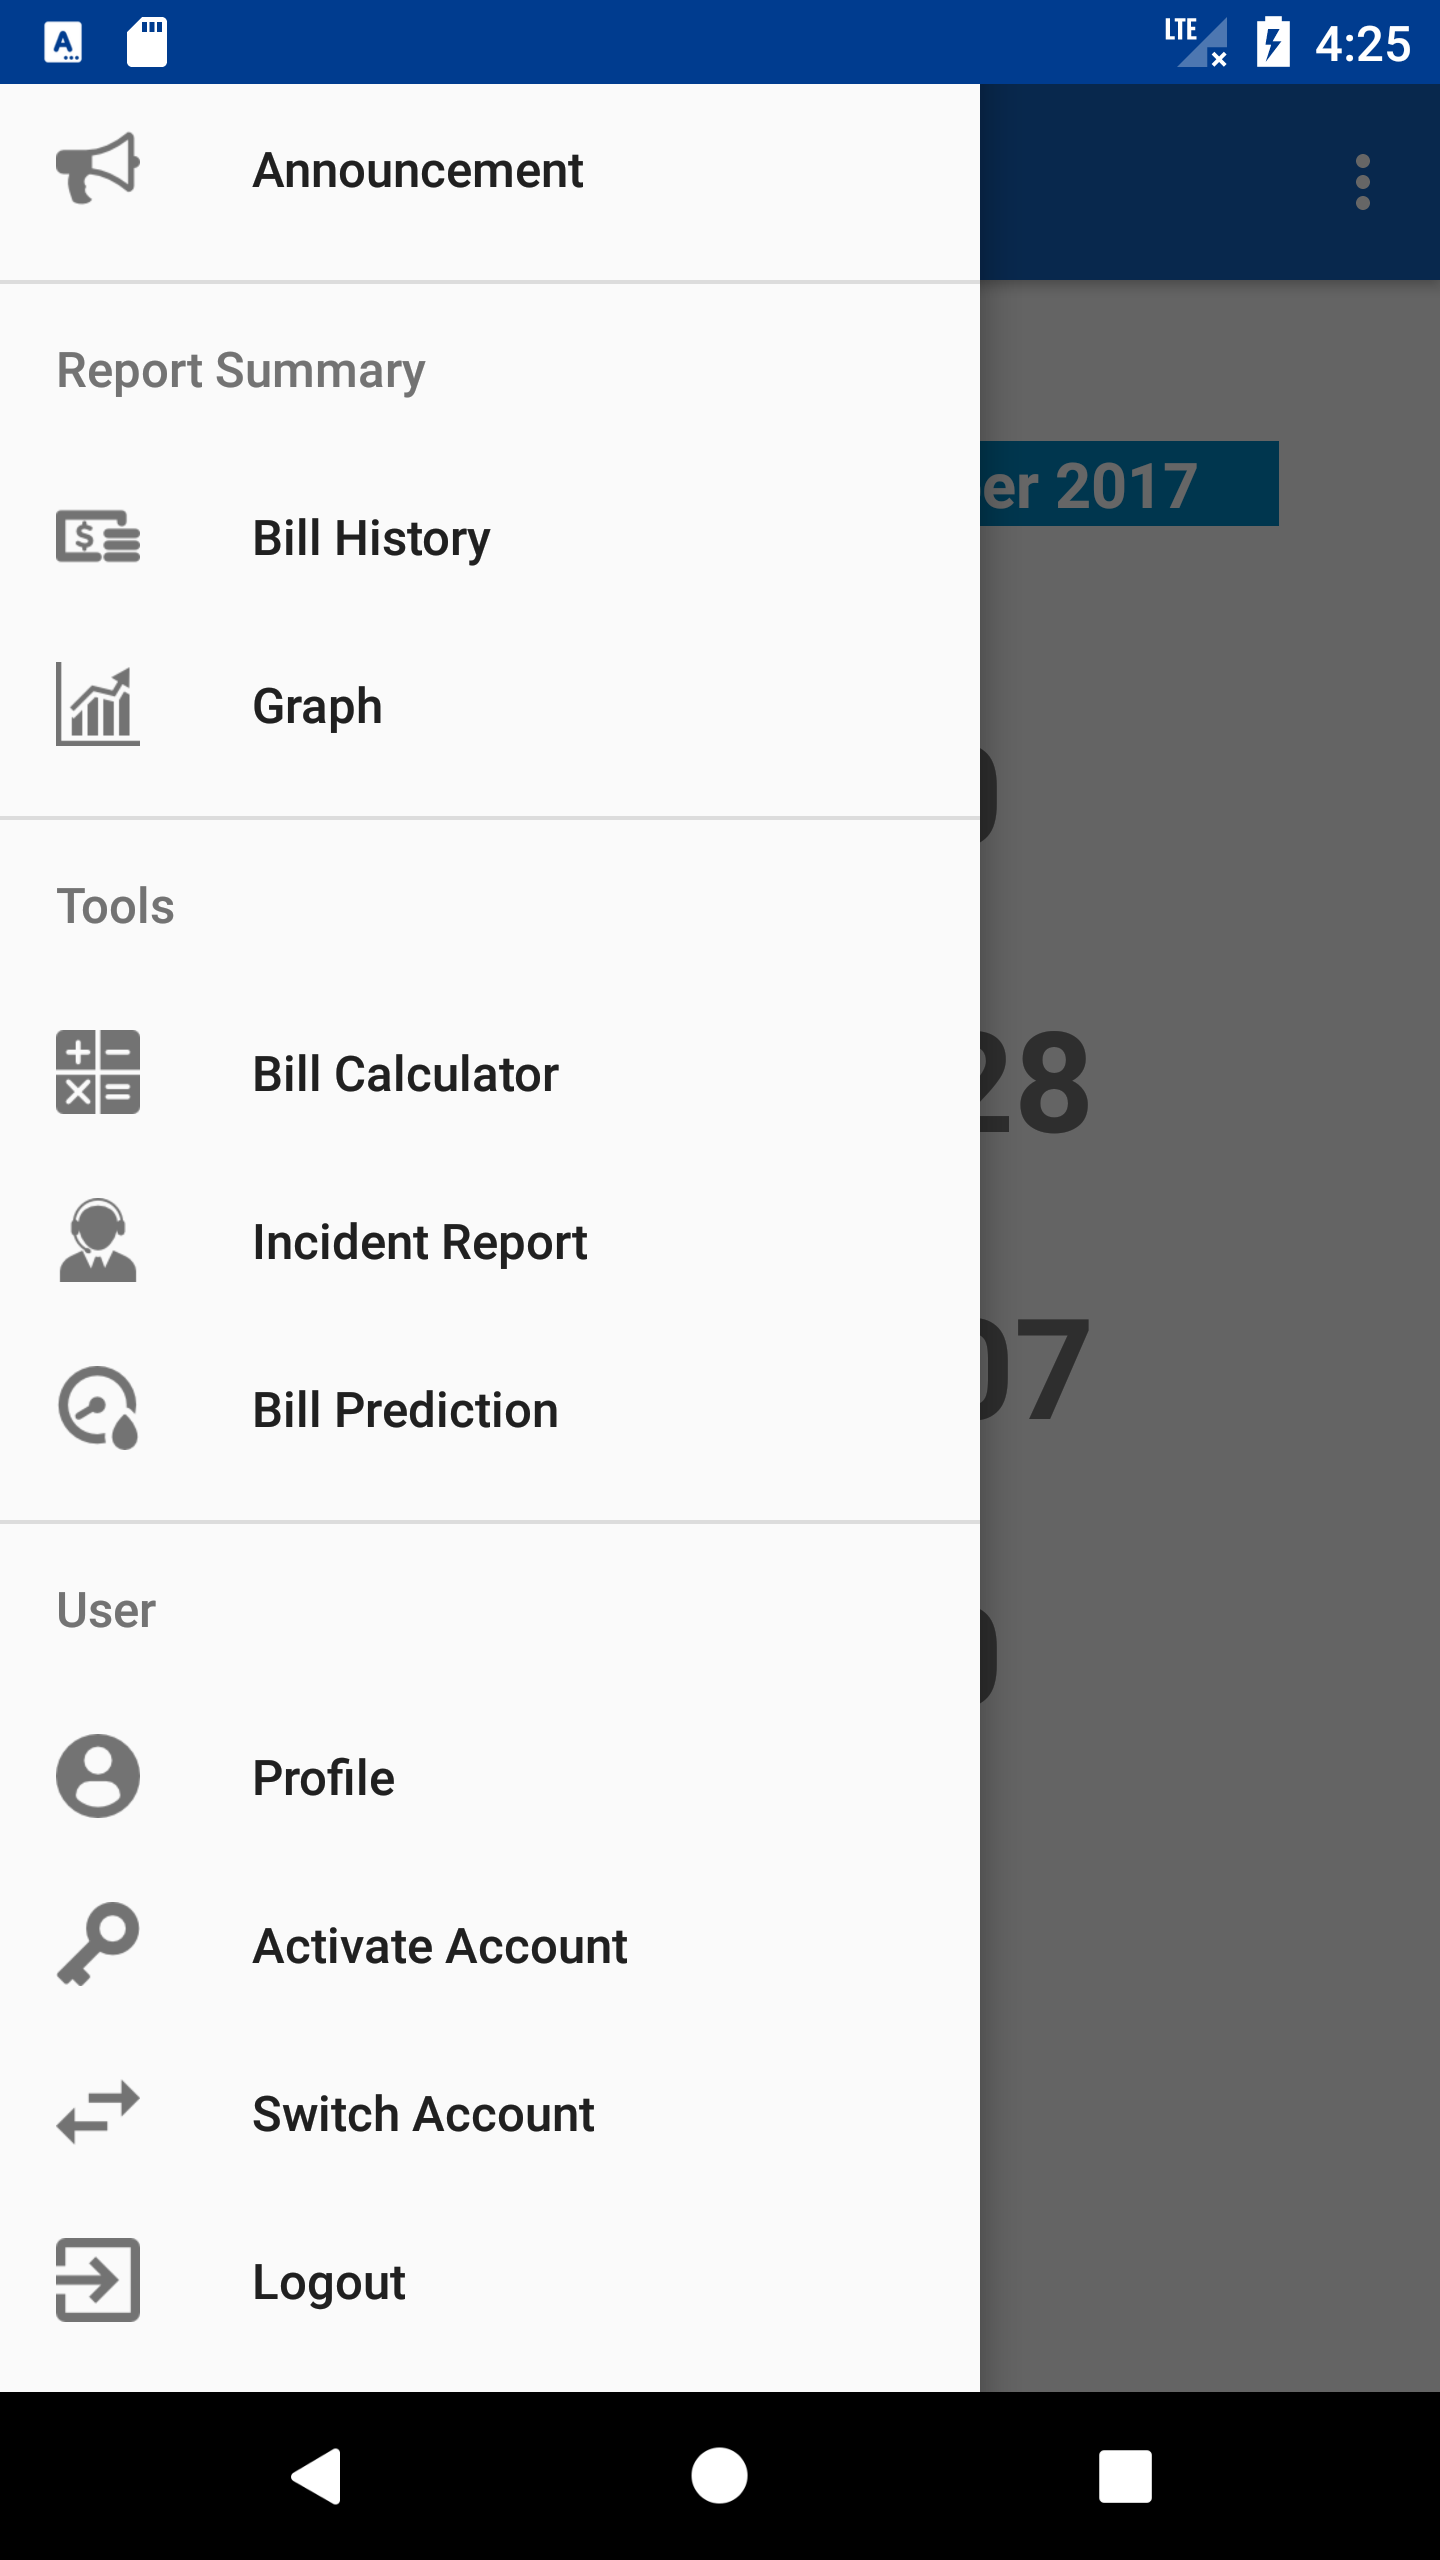 LTE 4:25
Announcement
Report Summary
2017
Bill History
Graph
Tools
Bill Calculator
28
Incident Report
07
Bill Prediction
User
Profile
Activate Account
Switch Account
Logout